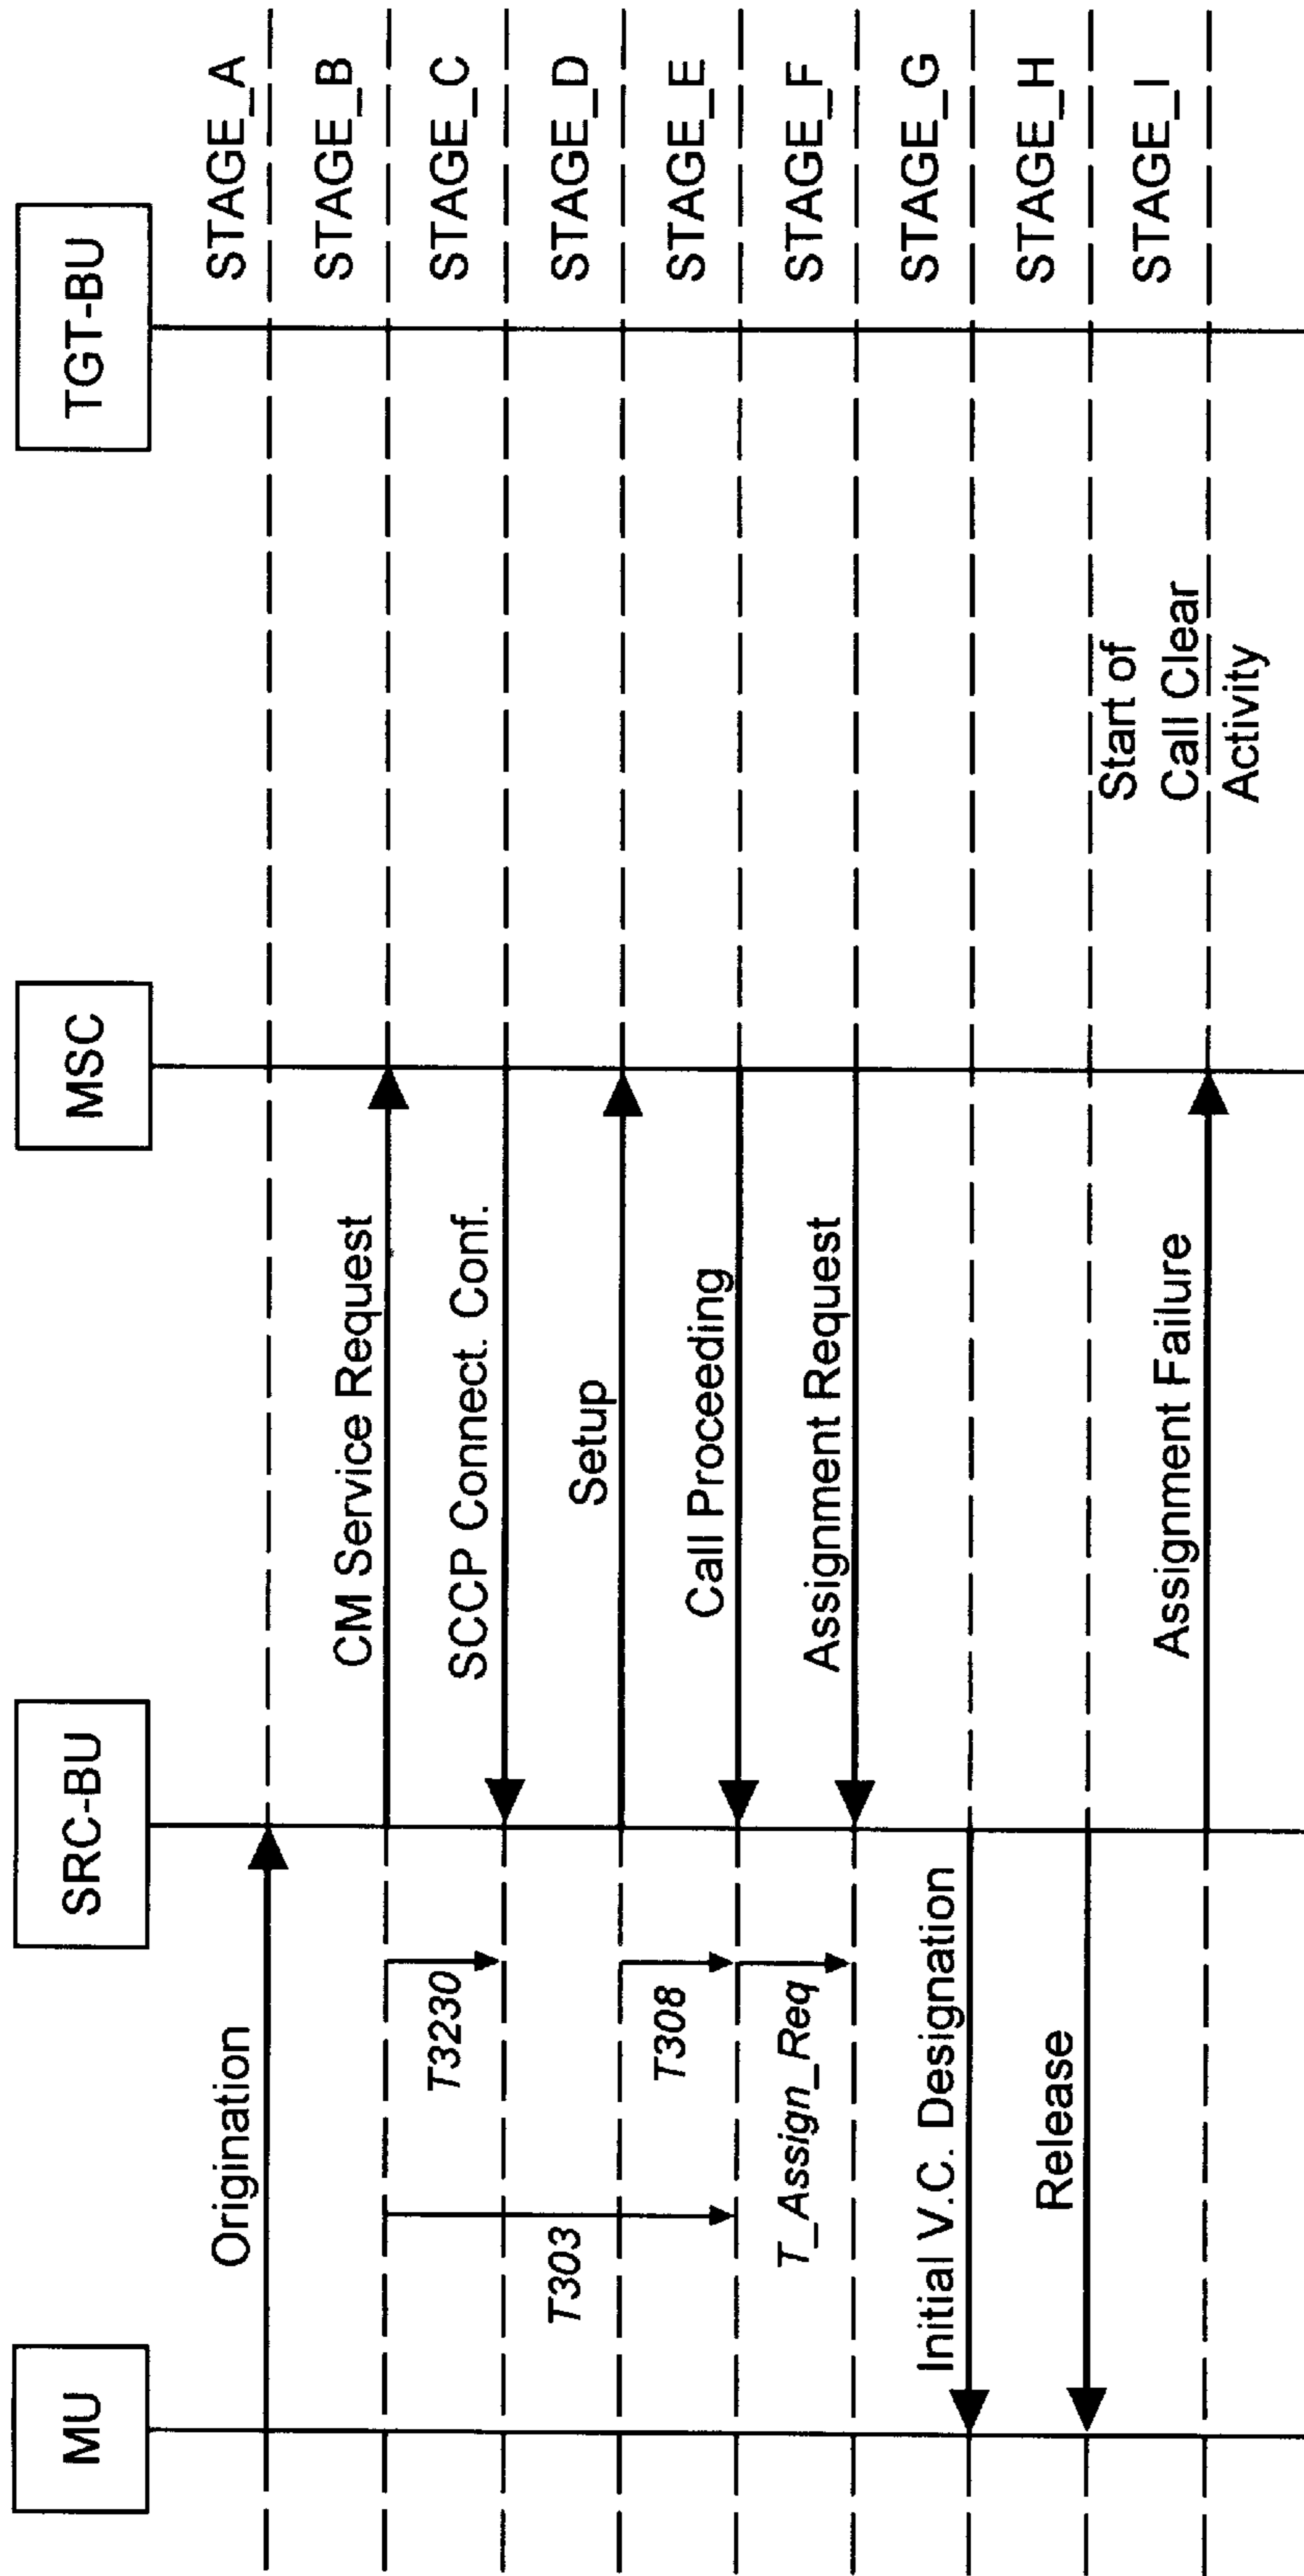 MU
SRC-BU
MSC
TGT-BU
Origination
STAGE_A
CM Service Request
STAGE_B
T3230
SCCP Connect. Conf.
STAGE_C
T303
Setup
STAGE_D
T308
Call Proceeding
STAGE_E
T_Assign_Req
Assignment Request
STAGE_F
Initial V.C. Designation
STAGE_G
Release
STAGE_H
Assignment Failure
Start of
Call Clear
Activity
STAGE_I